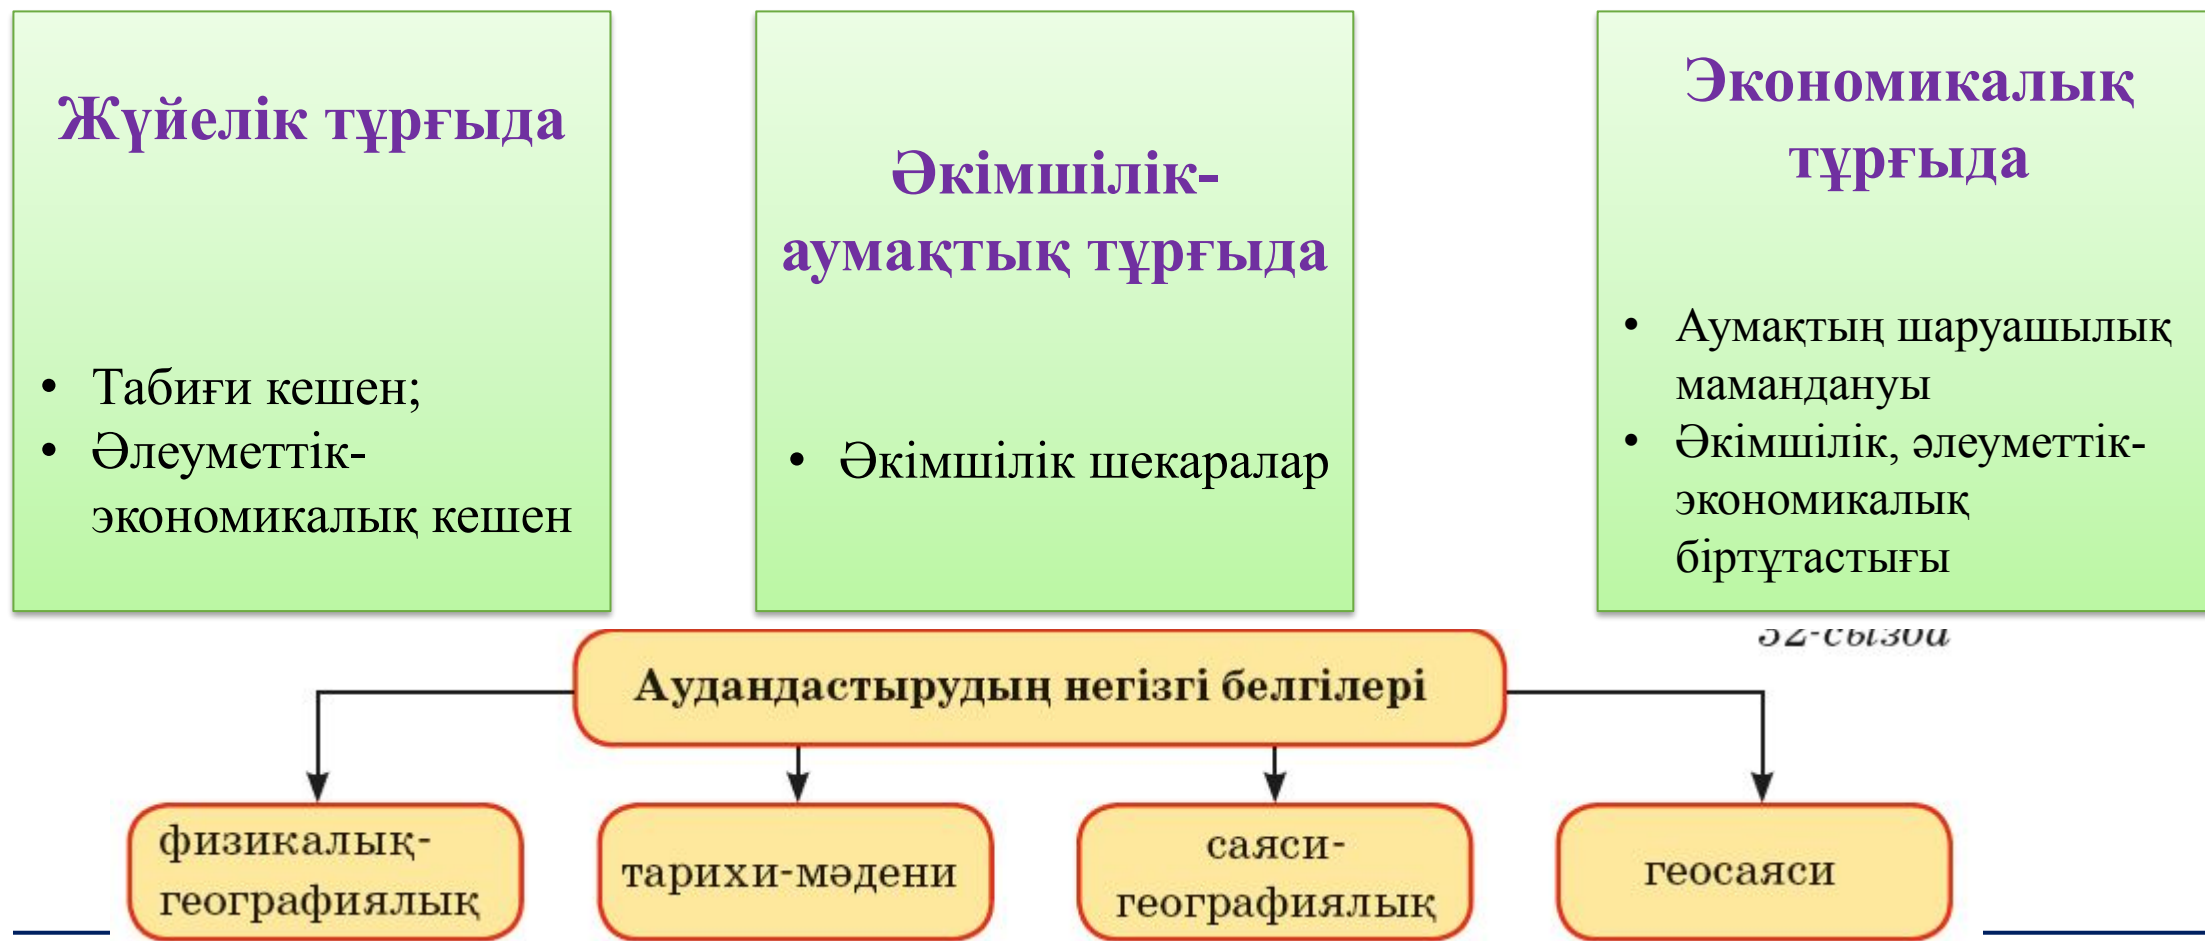 Жүйелік тұрғыда
• Табиғи кешен;
• Әлеуметтік-
экономикалық кешен
Әкімшілік-
аумақтық тұрғыда
• Әкімшілік шекаралар
Экономикалық
тұрғыда
• Аумақтың шаруашылық
мамандануы
• Әкімшілік, әлеуметтік-
экономикалық
біртұтастығы
Аудандастырудың негізгі белгілері
физикалық-
географиялық
тарихи-мәдени
саяси-
географиялық
геосаяси